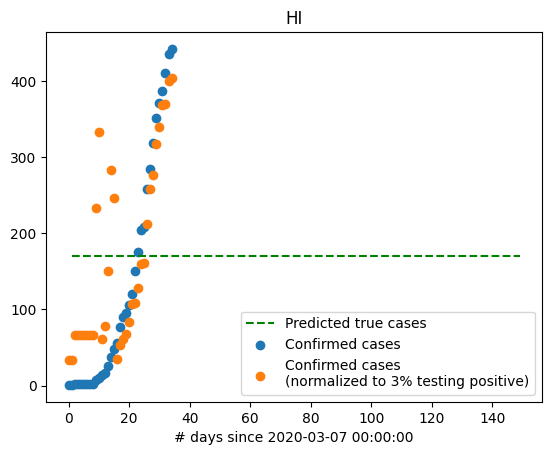 HI
400
300
200
100
0
Predicted true cases
Confirmed cases
Confirmed cases
(normalized to 3% testing positive)
0 20 40 60 80 100 120 140
# days since 2020-03-07 00:00:00